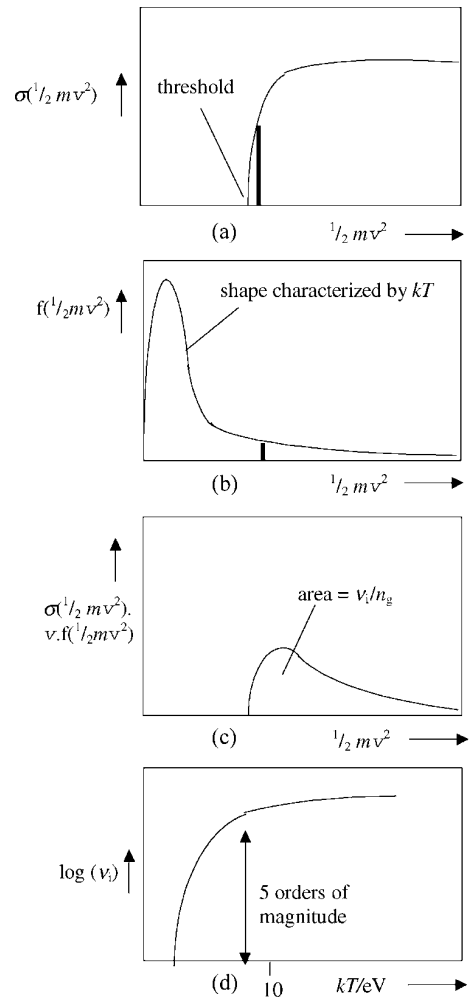 threshold
σ(1/2 mv²)
(a)
1/2 mv²
f(1/2mv²)
shape characterized by kT
(b)
1/2 mv²
σ(1/2 mv²).
v.f(1/2mv²)
area = νi/ng
(c)
1/2 mv²
log (νi)
5 orders of
magnitude
(d)
10
kT/eV